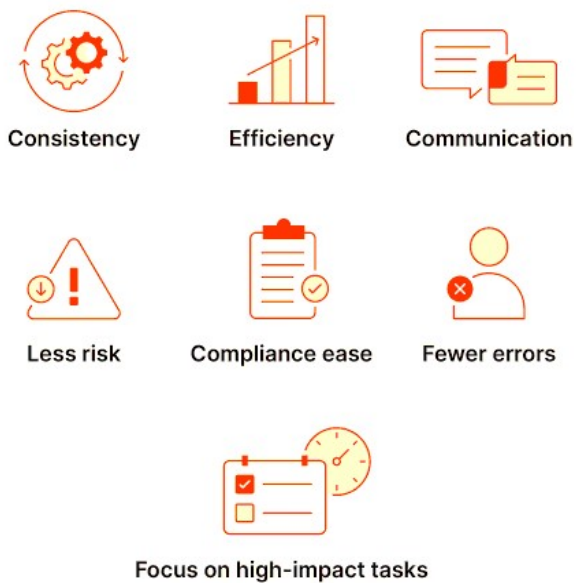 Consistency
Efficiency
Communication
Less risk
Compliance ease
Fewer errors
Focus on high-impact tasks